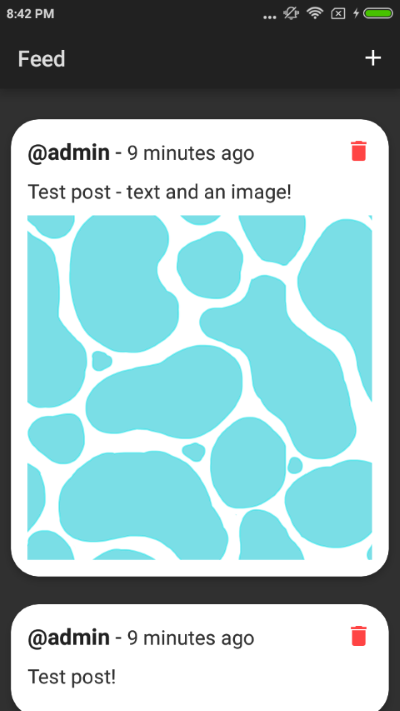 8:42 PM
Feed
@admin - 9 minutes ago
Test post - text and an image!
@admin - 9 minutes ago
Test post!